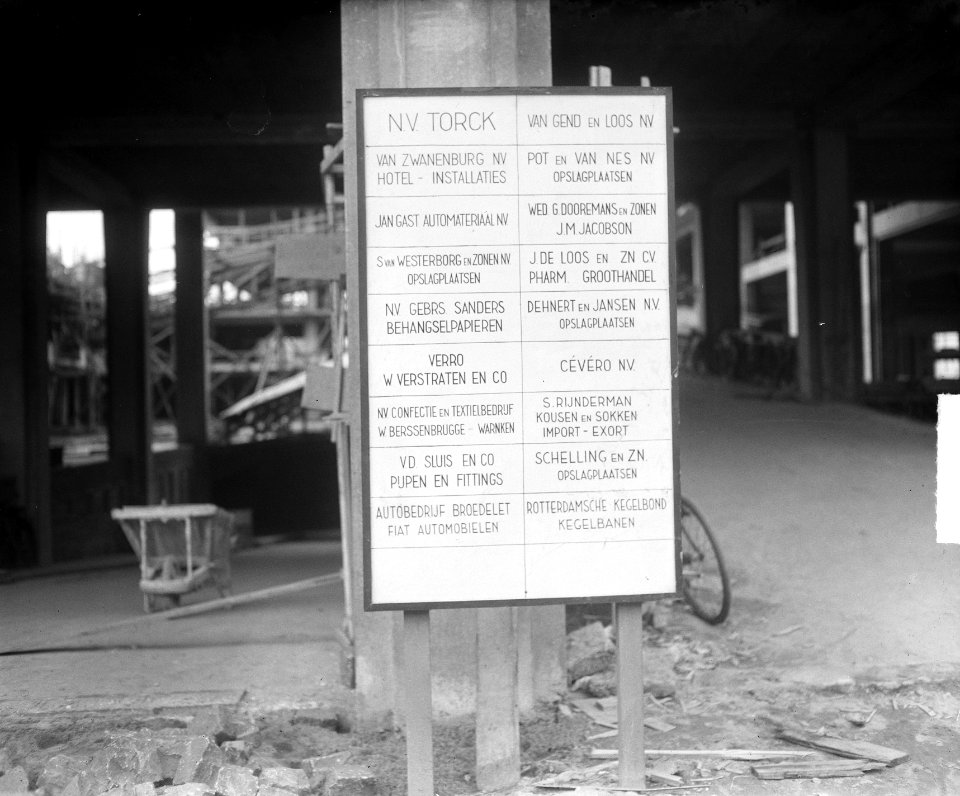 N.V. TORCK
VAN ZWANENBURG NV
HOTEL - INSTALLATIES
JAN GAST AUTOMATERIAAL NV
S VAN WESTERBORG EN ZONEN NV
OPSLAGPLAATSEN
NV. GEBRS. SANDERS
BEHANGSELPAPIEREN
VERRO
W VERSTRATEN EN CO
NV CONFECTIE EN TEXTIELBEDRIJF
W. BERSSENBRUGGE - WARNKEN
V.D. SLUIS EN CO
PIJPEN EN FITTINGS
AUTOBEDRIJF BROEDELET
FIAT AUTOMOBIELEN
VAN GEND EN LOOS NV
POT EN VAN NES NV
OPSLAGPLAATSEN
WED. G. DOOREMANS EN ZONEN
J.M. JACOBSON
J. DE LOOS EN ZN CV
PHARM. GROOTHANDEL
DEHNERT EN JANSEN N.V.
OPSLAGPLAATSEN
CÉVÉRO NV.
S. RIJNDERMAN
KOUSEN EN SOKKEN
IMPORT - EXORT
SCHELLING EN ZN.
OPSLAGPLAATSEN
ROTTERDAMSCHE KEGELBOND
KEGELBANEN